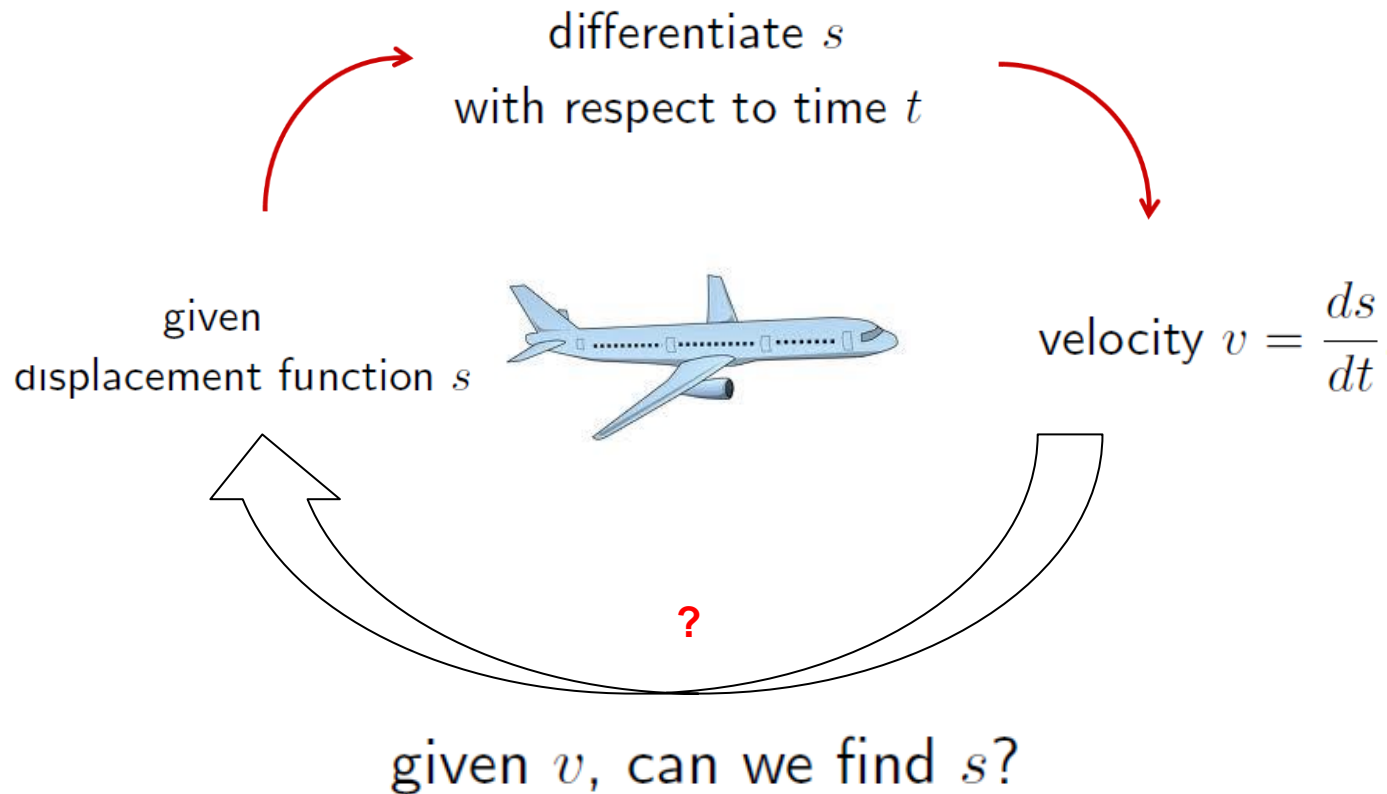 differentiate s
with respect to time t
given
displacement function s
velocity v = ds/dt
?
given v, can we find s?